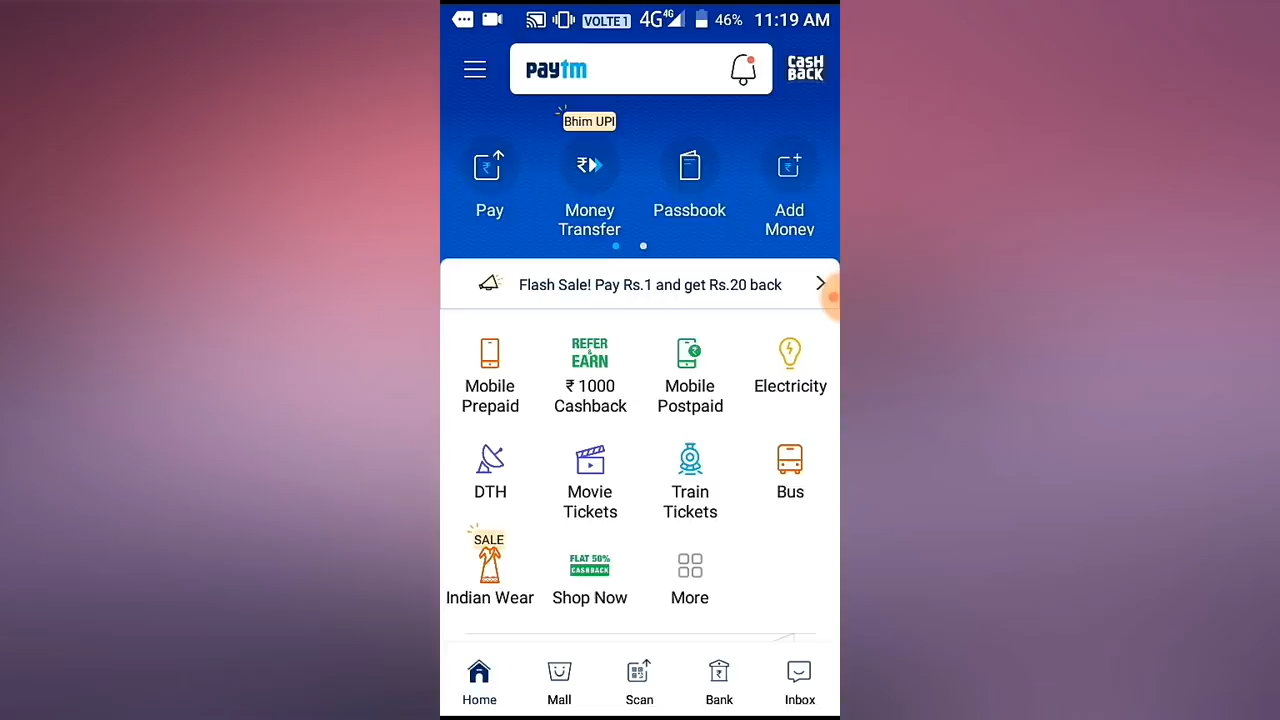 VOLTE 1 4G 4G 46% 11:19 AM
paytm
CASH
BACK
Bhim UPI
Pay
Money
Transfer
Passbook
Add
Money
Flash Sale! Pay Rs.1 and get Rs.20 back
Mobile
Prepaid
REFER
&
EARN
₹ 1000
Cashback
Mobile
Postpaid
Electricity
DTH
Movie
Tickets
Train
Tickets
Bus
SALE
Indian Wear
FLAT 50%
CASHBACK
Shop Now
More
Home
Mall
Scan
Bank
Inbox